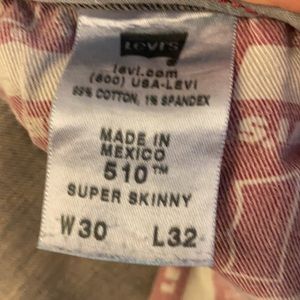 LEVI'S
levi.com
(800) USA-LEVI
99% COTTON, 1% SPANDEX
MADE IN
MEXICO
510™
SUPER SKINNY
W30 L32